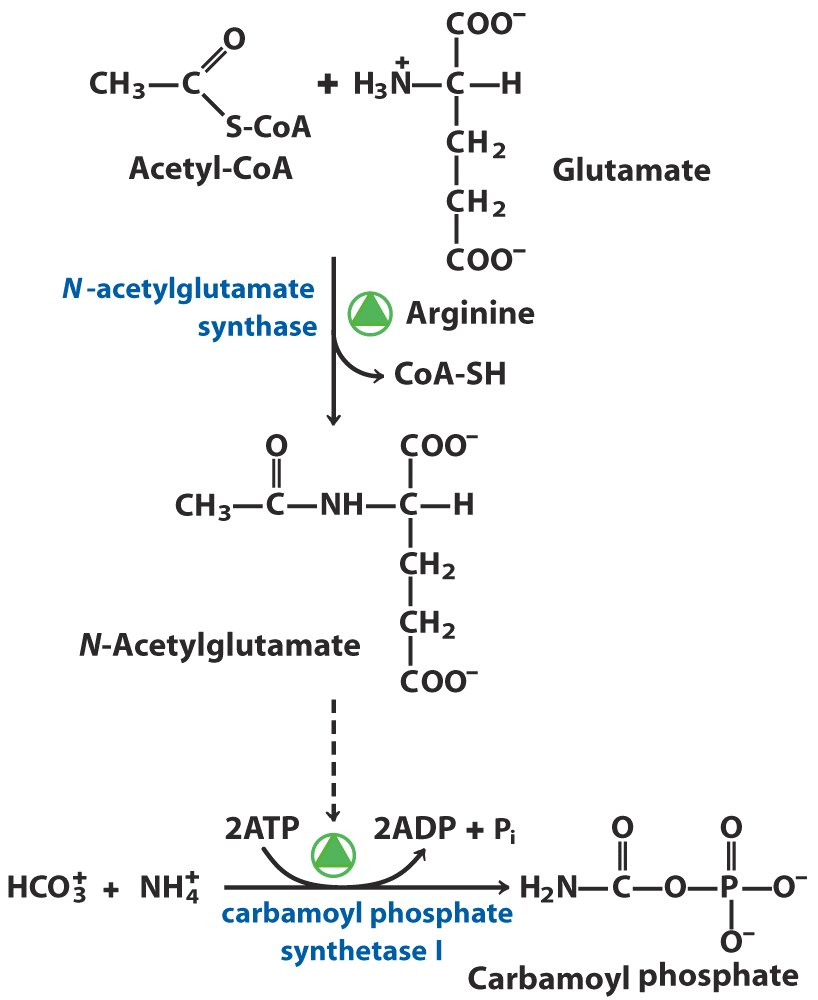 O
CH₃—C
S-CoA
Acetyl-CoA
+
COO⁻
H₃N⁺—C—H
CH₂
CH₂
COO⁻
Glutamate
N-acetylglutamate
synthase
Arginine
CoA-SH
O
CH₃—C—NH—C—H
COO⁻
CH₂
CH₂
COO⁻
N-Acetylglutamate
2ATP
2ADP + Pᵢ
HCO₃⁺ + NH₄⁺
carbamoyl phosphate
synthetase I
O O
H₂N—C—O—P—O⁻
O⁻
Carbamoyl phosphate